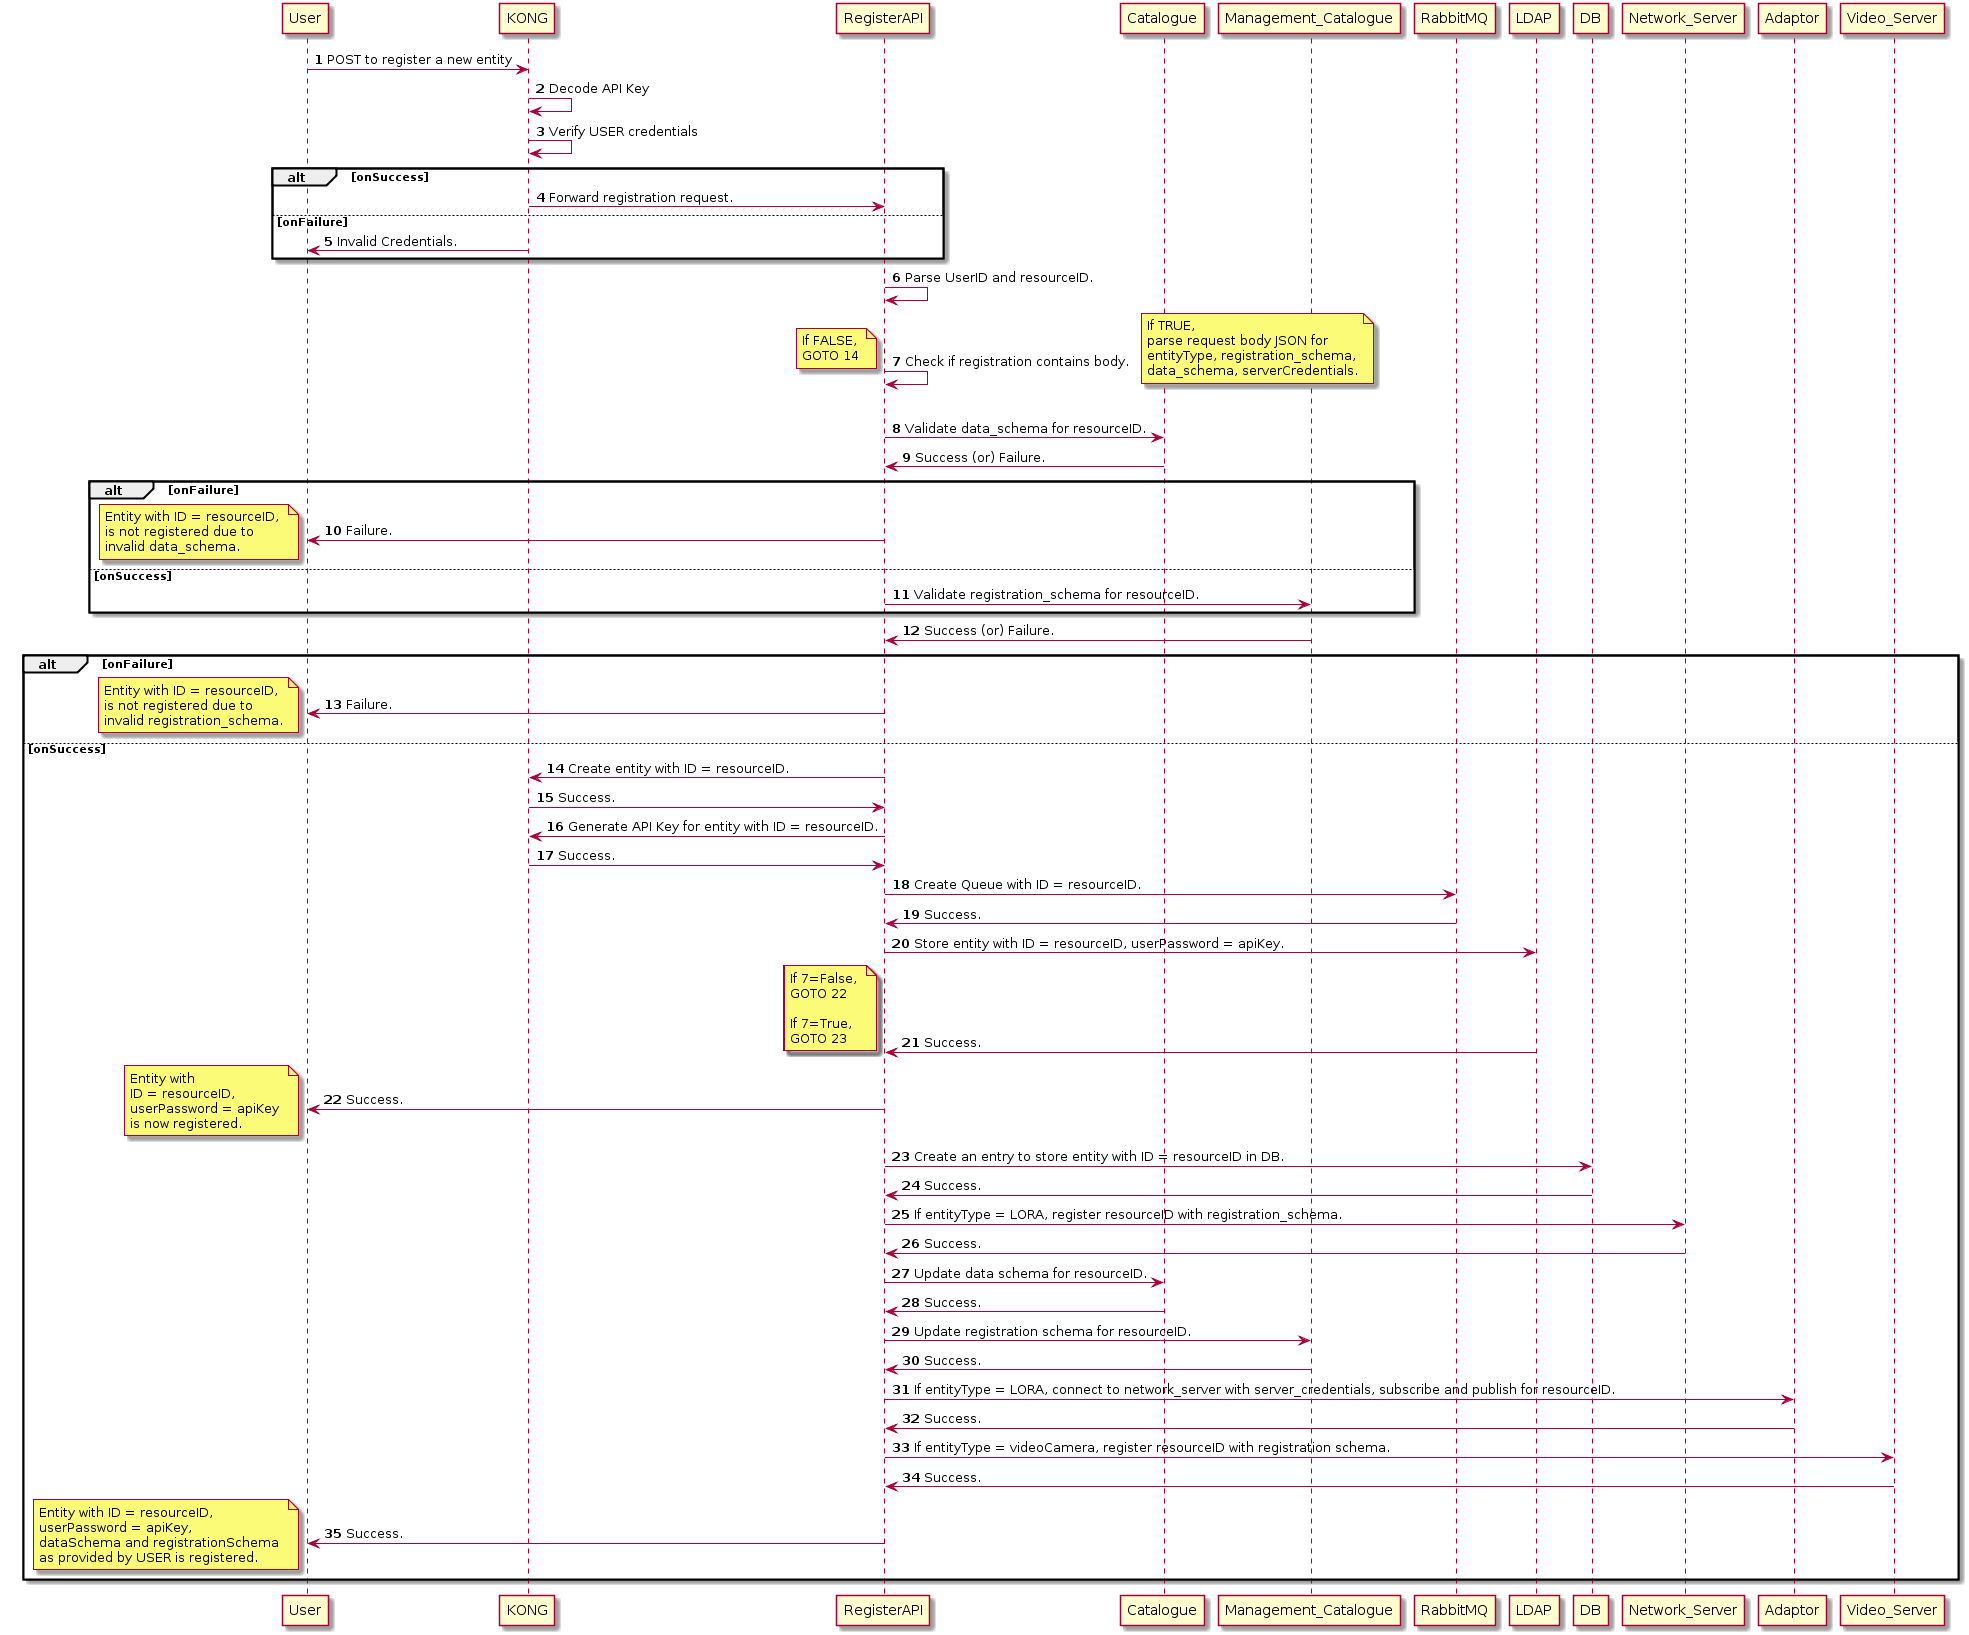 User
KONG
RegisterAPI
Catalogue
Management_Catalogue
RabbitMQ
LDAP
DB
Network_Server
Adaptor
Video_Server
1 POST to register a new entity
2 Decode API Key
3 Verify USER credentials
alt [onSuccess]
4 Forward registration request.
[onFailure]
5 Invalid Credentials.
6 Parse UserID and resourceID.
If FALSE,
GOTO 14
7 Check if registration contains body.
If TRUE,
parse request body JSON for
entityType, registration_schema,
data_schema, serverCredentials.
8 Validate data_schema for resourceID.
9 Success (or) Failure.
alt [onFailure]
Entity with ID = resourceID,
is not registered due to
invalid data_schema.
10 Failure.
[onSuccess]
11 Validate registration_schema for resourceID.
12 Success (or) Failure.
alt [onFailure]
Entity with ID = resourceID,
is not registered due to
invalid registration_schema.
13 Failure.
[onSuccess]
14 Create entity with ID = resourceID.
15 Success.
16 Generate API Key for entity with ID = resourceID.
17 Success.
18 Create Queue with ID = resourceID.
19 Success.
20 Store entity with ID = resourceID, userPassword = apiKey.
If 7=False,
GOTO 22
If 7=True,
GOTO 23
21 Success.
Entity with
ID = resourceID,
userPassword = apiKey
is now registered.
22 Success.
23 Create an entry to store entity with ID = resourceID in DB.
24 Success.
25 If entityType = LORA, register resourceID with registration_schema.
26 Success.
27 Update data schema for resourceID.
28 Success.
29 Update registration schema for resourceID.
30 Success.
31 If entityType = LORA, connect to network_server with server_credentials, subscribe and publish for resourceID.
32 Success.
33 If entityType = videoCamera, register resourceID with registration schema.
34 Success.
Entity with ID = resourceID,
userPassword = apiKey,
dataSchema and registrationSchema
as provided by USER is registered.
35 Success.
User
KONG
RegisterAPI
Catalogue
Management_Catalogue
RabbitMQ
LDAP
DB
Network_Server
Adaptor
Video_Server